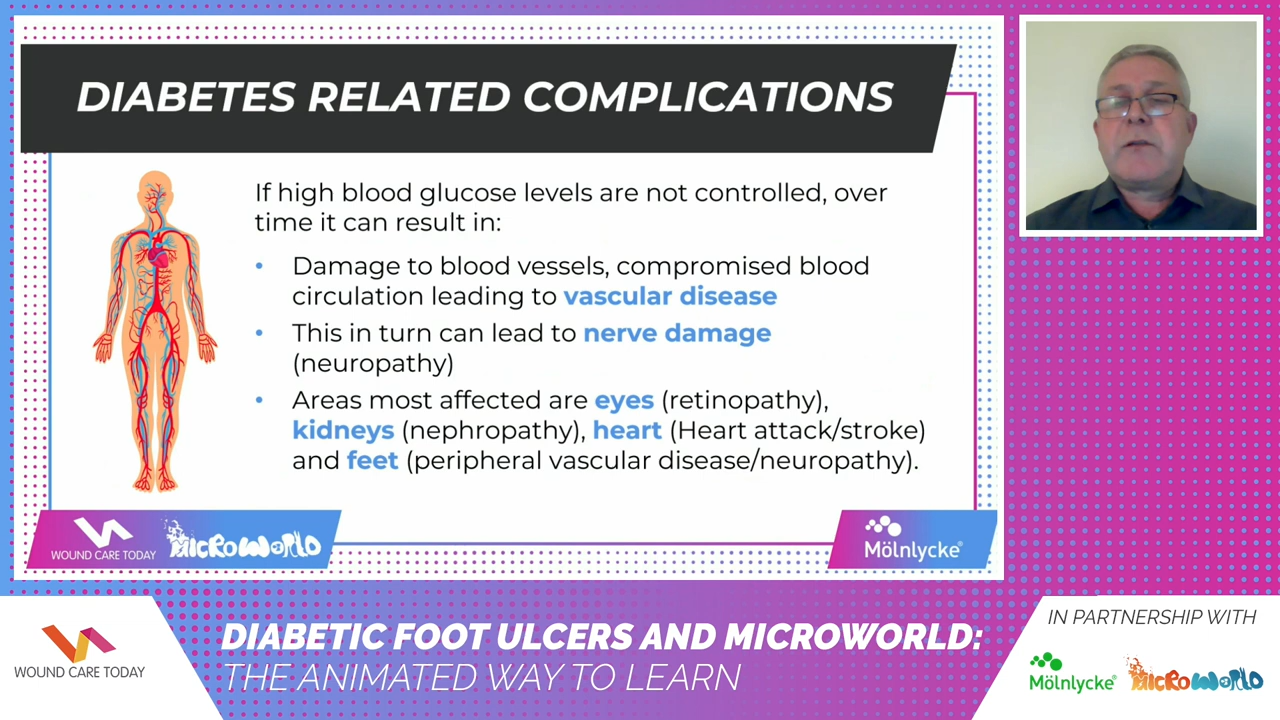 DIABETES RELATED COMPLICATIONS
If high blood glucose levels are not controlled, over
time it can result in:
• Damage to blood vessels, compromised blood
circulation leading to vascular disease
• This in turn can lead to nerve damage
(neuropathy)
• Areas most affected are eyes (retinopathy),
kidneys (nephropathy), heart (Heart attack/stroke)
and feet (peripheral vascular disease/neuropathy).
WOUND CARE TODAY
MICROWORLD
Mölnlycke®
DIABETIC FOOT ULCERS AND MICROWORLD:
THE ANIMATED WAY TO LEARN
WOUND CARE TODAY
IN PARTNERSHIP WITH
Mölnlycke®
MICROWORLD